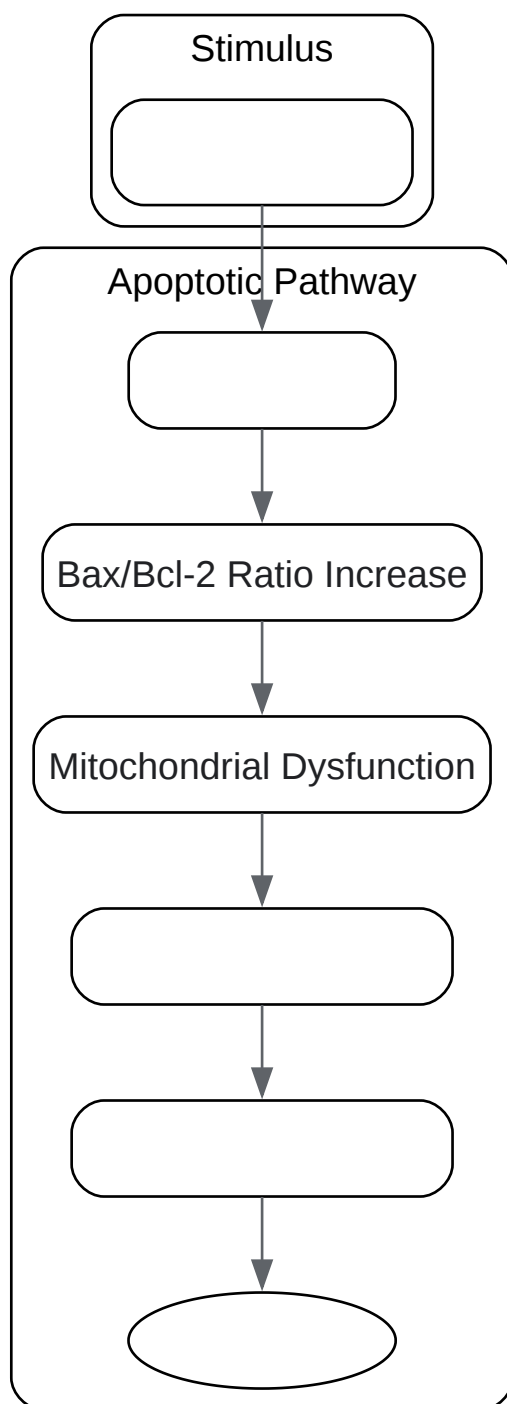 Stimulus
Apoptotic Pathway
Bax/Bcl-2 Ratio Increase
Mitochondrial Dysfunction